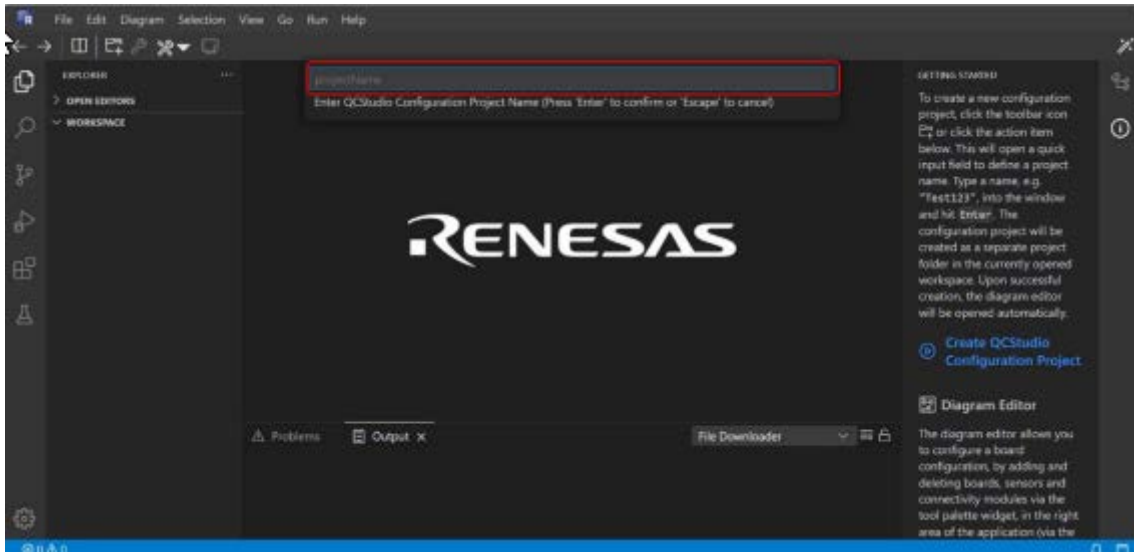 File Edit Diagram Selection View Go Run Help
EXPLORER ...
> OPEN EDITORS
WORKSPACE
projectName
Enter QCStudio Configuration Project Name (Press 'Enter' to confirm or 'Escape' to cancel)
RENESAS
Problems
Output ×
File Downloader
GETTING STARTED
To create a new configuration
project, click the toolbar icon
or click the action item
below. This will open a quick
input field to define a project
name. Type a name, e.g.
"Test123", into the window
and hit Enter. The
configuration project will be
created as a separate project
folder in the currently opened
workspace. Upon successful
creation, the diagram editor
will be opened automatically.
Create QCStudio
Configuration Project
Diagram Editor
The diagram editor allows you
to configure a board
configuration, by adding and
deleting boards, sensors and
connectivity modules via the
tool palette widget, in the right
area of the application (via the
0 0